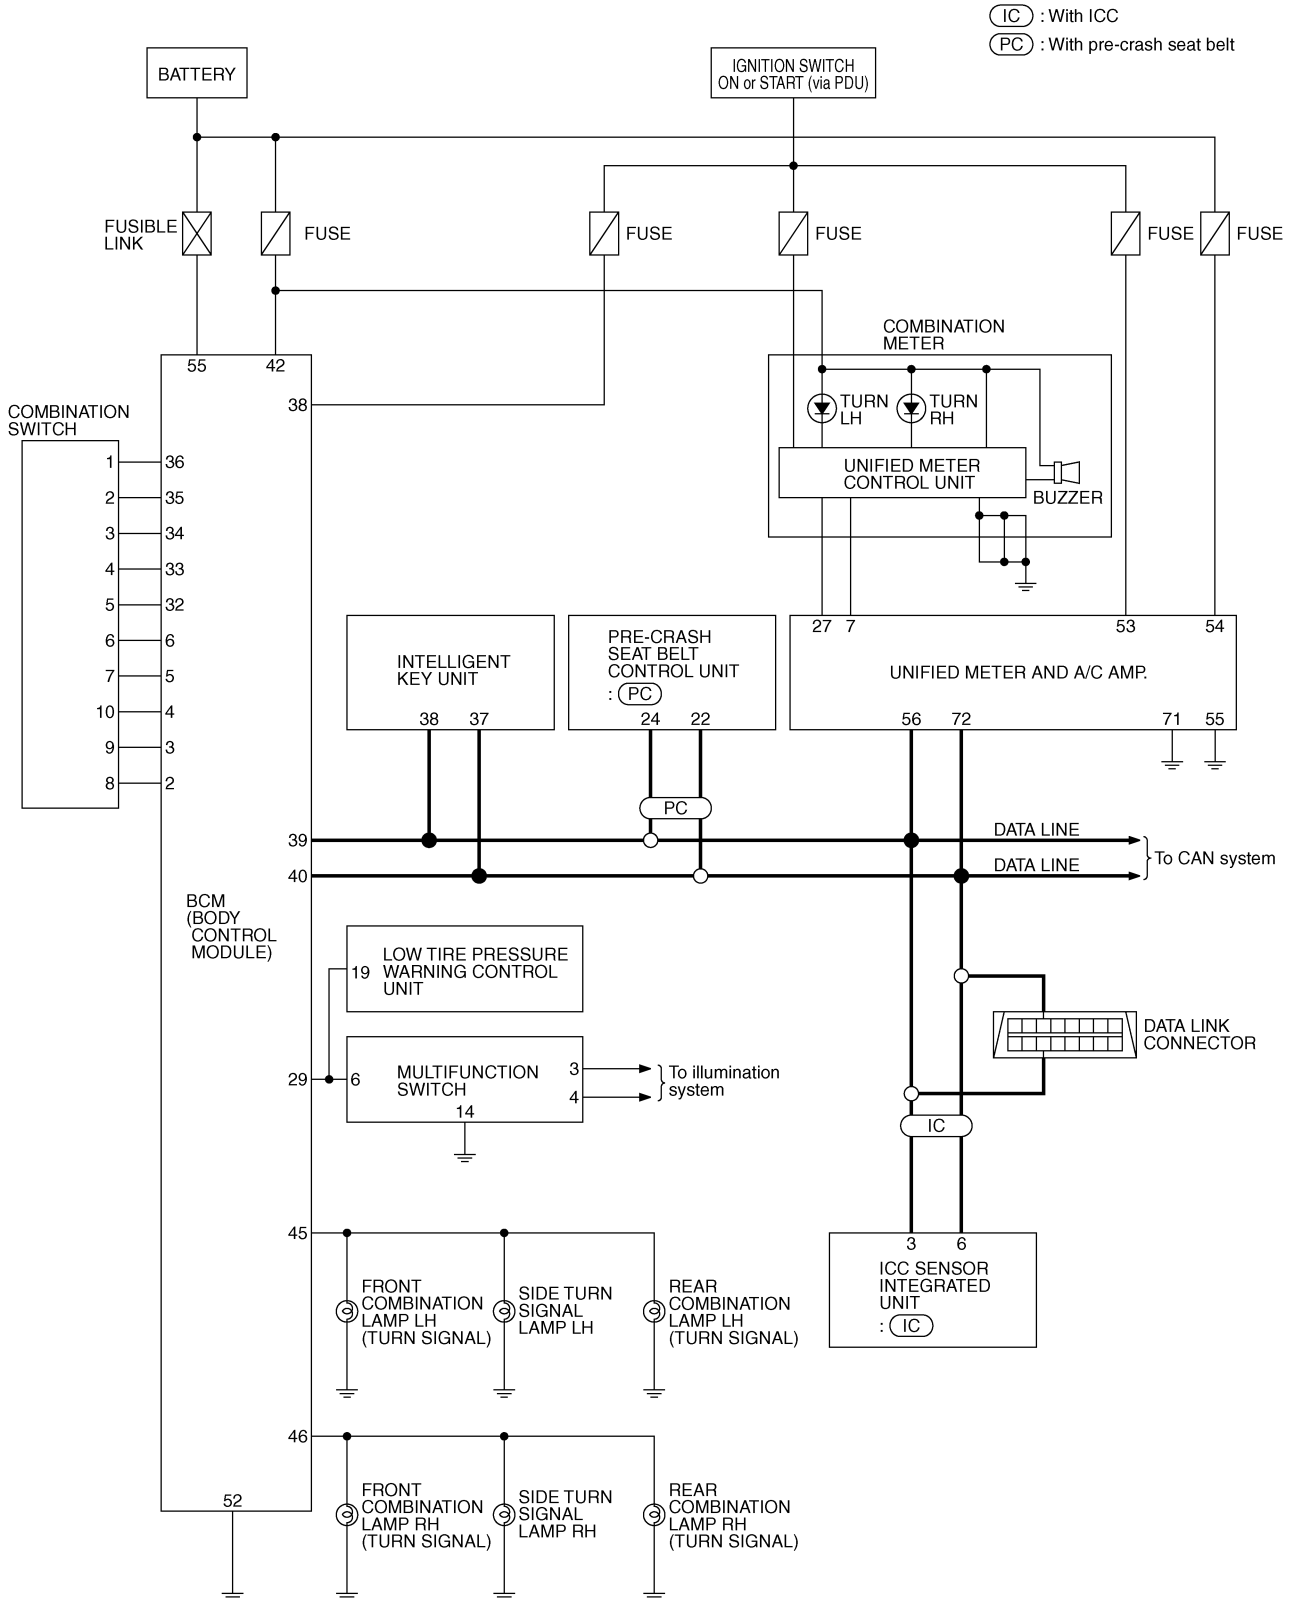 IC : With ICC
PC : With pre-crash seat belt
BATTERY
IGNITION SWITCH
ON or START (via PDU)
FUSIBLE
LINK
FUSE
FUSE
FUSE
FUSE
FUSE
COMBINATION
METER
55
42
38
TURN
LH
TURN
RH
COMBINATION
SWITCH
UNIFIED METER
CONTROL UNIT
BUZZER
1 36
2 35
3 34
4 33
5 32
6 6
7 5
10 4
9 3
8 2
27 7 53 54
PRE-CRASH
SEAT BELT
CONTROL UNIT
: PC
INTELLIGENT
KEY UNIT
UNIFIED METER AND A/C AMP.
38 37
24 22
56 72 71 55
PC
39
DATA LINE
To CAN system
40
DATA LINE
BCM
(BODY
CONTROL
MODULE)
19
LOW TIRE PRESSURE
WARNING CONTROL
UNIT
DATA LINK
CONNECTOR
29
6
MULTIFUNCTION
SWITCH
3
4
To illumination
system
14
IC
45
3 6
ICC SENSOR
INTEGRATED
UNIT
: IC
FRONT
COMBINATION
LAMP LH
(TURN SIGNAL)
SIDE TURN
SIGNAL
LAMP LH
REAR
COMBINATION
LAMP LH
(TURN SIGNAL)
46
FRONT
COMBINATION
LAMP RH
(TURN SIGNAL)
SIDE TURN
SIGNAL
LAMP RH
REAR
COMBINATION
LAMP RH
(TURN SIGNAL)
52